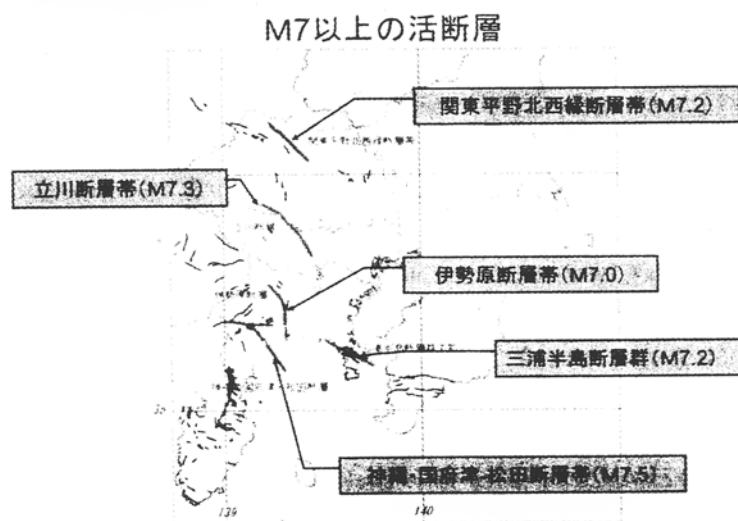 M7以上の活断層
関東平野北西縁断層帯(M7.2)
立川断層帯(M7.3)
伊勢原断層帯(M7.0)
三浦半島断層群(M7.2)
神縄・国府津-松田断層帯(M7.5)
139
140